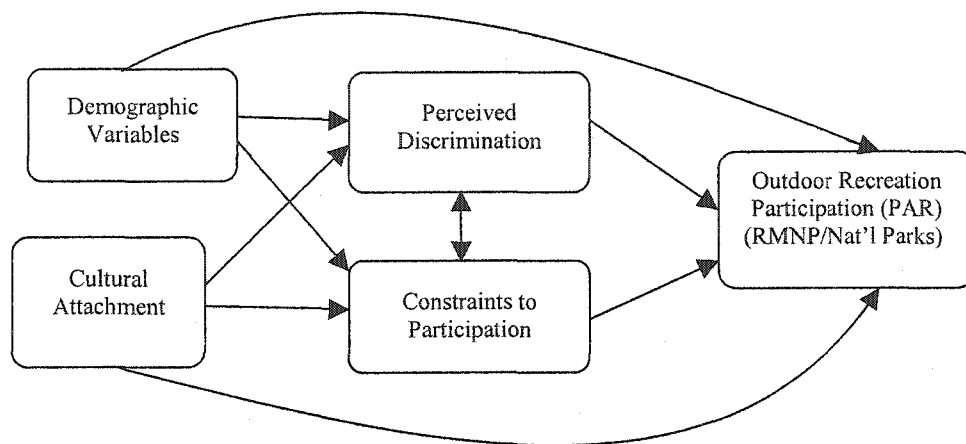 Demographic
Variables
Perceived
Discrimination
Outdoor Recreation
Participation (PAR)
(RMNP/Nat'l Parks)
Cultural
Attachment
Constraints to
Participation